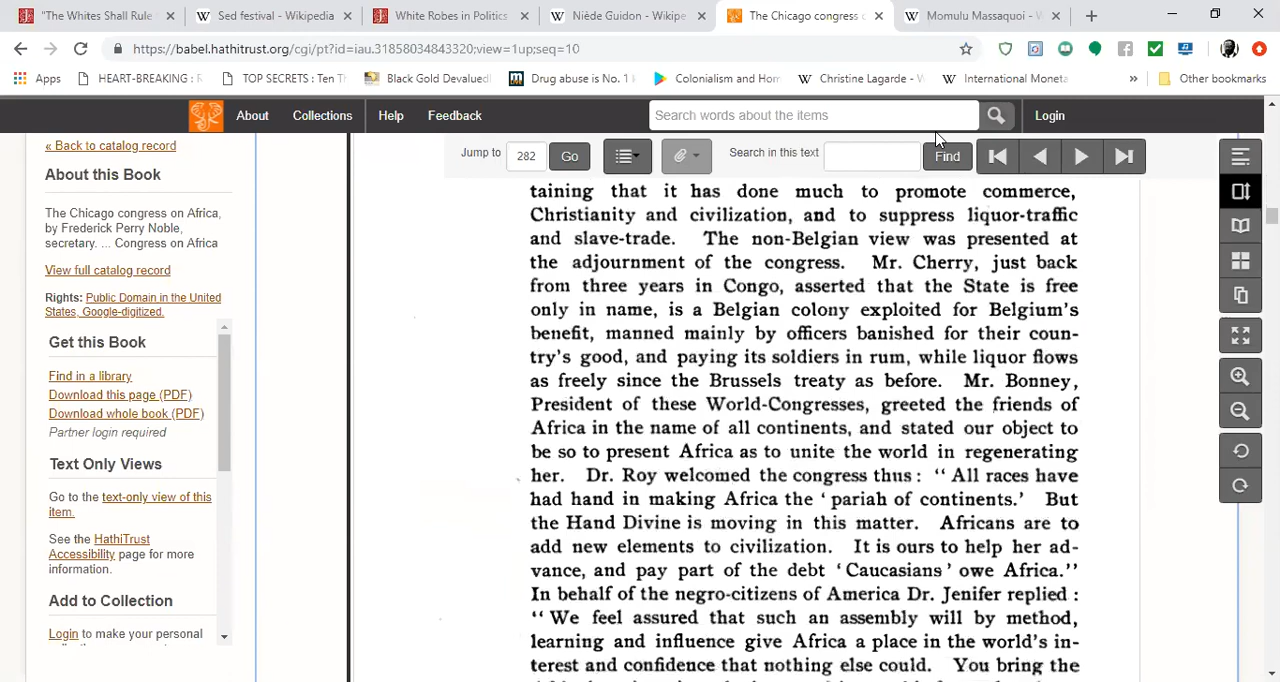 "The Whites Shall Rule
Sed festival - Wikipedia
White Robes in Politics
Niède Guidon - Wikipe
The Chicago congress o
Momulu Massaquoi - W
https://babel.hathitrust.org/cgi/pt?id=iau.31858034843320;view=1up;seq=10
Apps
HEART-BREAKING : R
TOP SECRETS : Ten Th
Black Gold Devalued
Drug abuse is No. 1 k
Colonialism and Hom
Christine Lagarde - W
International Moneta
»
Other bookmarks
About
Collections
Help
Feedback
Search words about the items
Login
Jump to
282
Go
Search in this text
Find
« Back to catalog record
About this Book
The Chicago congress on Africa,
by Frederick Perry Noble,
secretary. ... Congress on Africa
View full catalog record
Rights: Public Domain in the United
States, Google-digitized.
Get this Book
Find in a library
Download this page (PDF)
Download whole book (PDF)
Partner login required
Text Only Views
Go to the text-only view of this
item.
See the HathiTrust
Accessibility page for more
information.
Add to Collection
Login to make your personal
taining that it has done much to promote commerce,
Christianity and civilization, and to suppress liquor-traffic
and slave-trade. The non-Belgian view was presented at
the adjournment of the congress. Mr. Cherry, just back
from three years in Congo, asserted that the State is free
only in name, is a Belgian colony exploited for Belgium's
benefit, manned mainly by officers banished for their coun-
try's good, and paying its soldiers in rum, while liquor flows
as freely since the Brussels treaty as before. Mr. Bonney,
President of these World-Congresses, greeted the friends of
Africa in the name of all continents, and stated our object to
be so to present Africa as to unite the world in regenerating
her. Dr. Roy welcomed the congress thus: "All races have
had hand in making Africa the 'pariah of continents.' But
the Hand Divine is moving in this matter. Africans are to
add new elements to civilization. It is ours to help her ad-
vance, and pay part of the debt 'Caucasians' owe Africa."
In behalf of the negro-citizens of America Dr. Jenifer replied :
"We feel assured that such an assembly will by method,
learning and influence give Africa a place in the world's in-
terest and confidence that nothing else could. You bring the